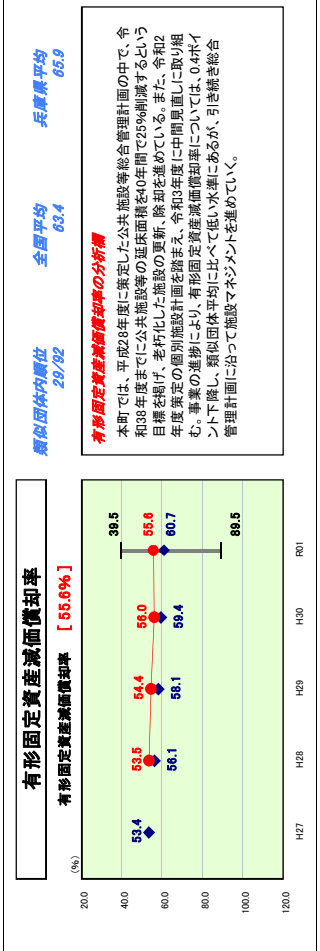 有形固定資産減価償却率
有形固定資産減価償却率 [ 55.6% ]
(%)
20.0
40.0
60.0
80.0
100.0
120.0
53.4
53.5
56.1
54.4
58.1
56.0
59.4
39.5
55.6
60.7
89.5
H27
H28
H29
H30
R01
類似団体内順位
29/92
全国平均
63.4
兵庫県平均
65.9
有形固定資産減価償却率の分析欄
本町では、平成28年度に策定した公共施設等総合管理計画の中で、令
和38年度までに公共施設等の延床面積を40年間で25%削減するという
目標を掲げ、老朽化した施設の更新、除却を進めている。また、令和2
年度策定の個別施設計画を踏まえ、令和3年度に中間見直しに取り組
む。事業の進捗により、有形固定資産減価償却率については、0.4ポイ
ント下降し、類似団体平均に比べて低い水準にあるが、引き続き総合
管理計画に沿って施設マネジメントを進めていく。